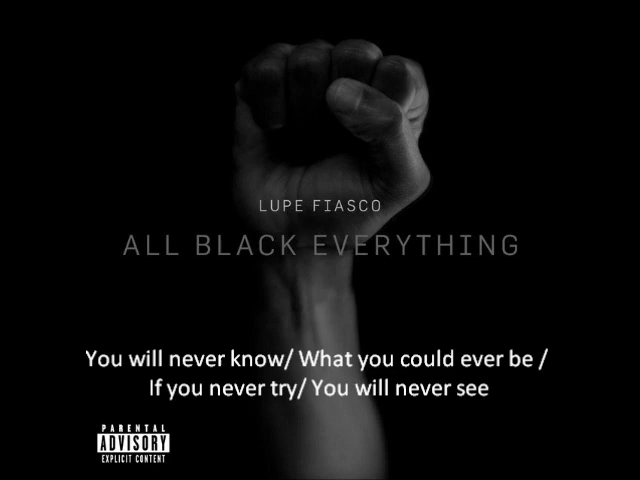 LUPE FIASCO
ALL BLACK EVERYTHING
You will never know/ What you could ever be /
If you never try/ You will never see
PARENTAL
ADVISORY
EXPLICIT CONTENT